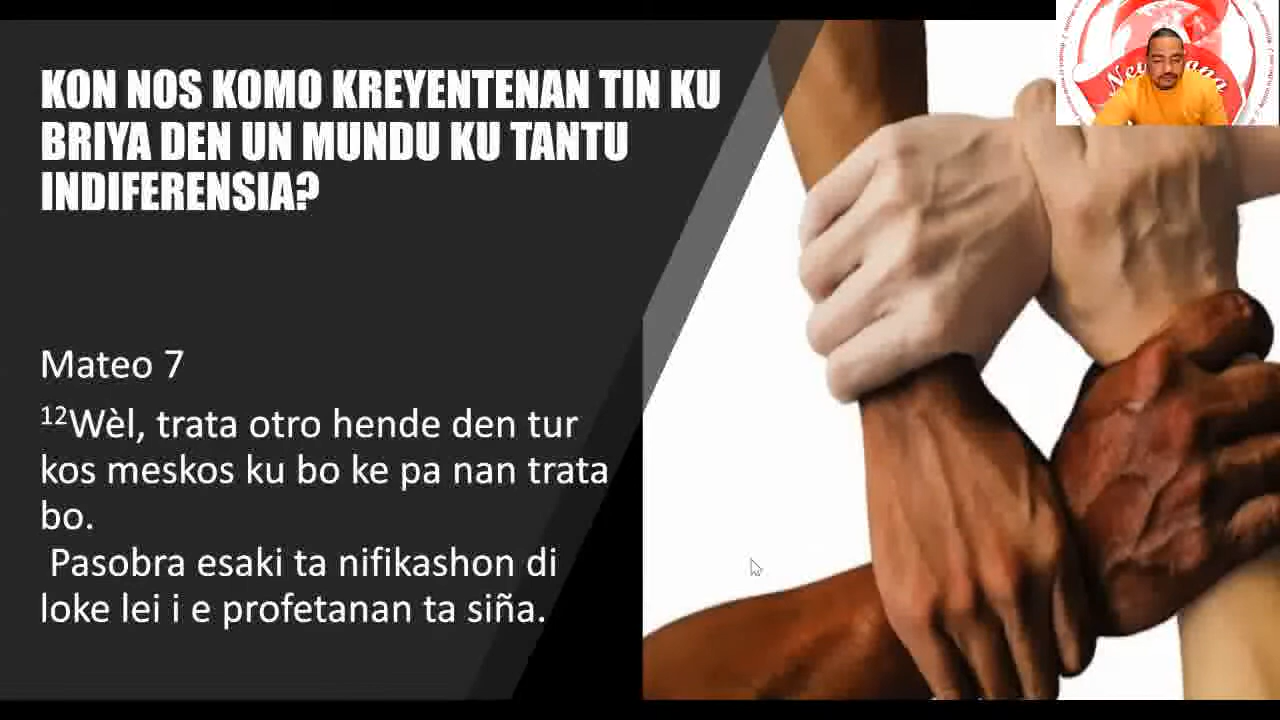 KON NOS KOMO KREYENTENAN TIN KU
BRIYA DEN UN MUNDU KU TANTU
INDIFERENSIA?
Mateo 7
12Wèl, trata otro hende den tur
kos meskos ku bo ke pa nan trata
bo.
Pasobra esaki ta nifikashon di
loke lei i e profetanan ta siña.